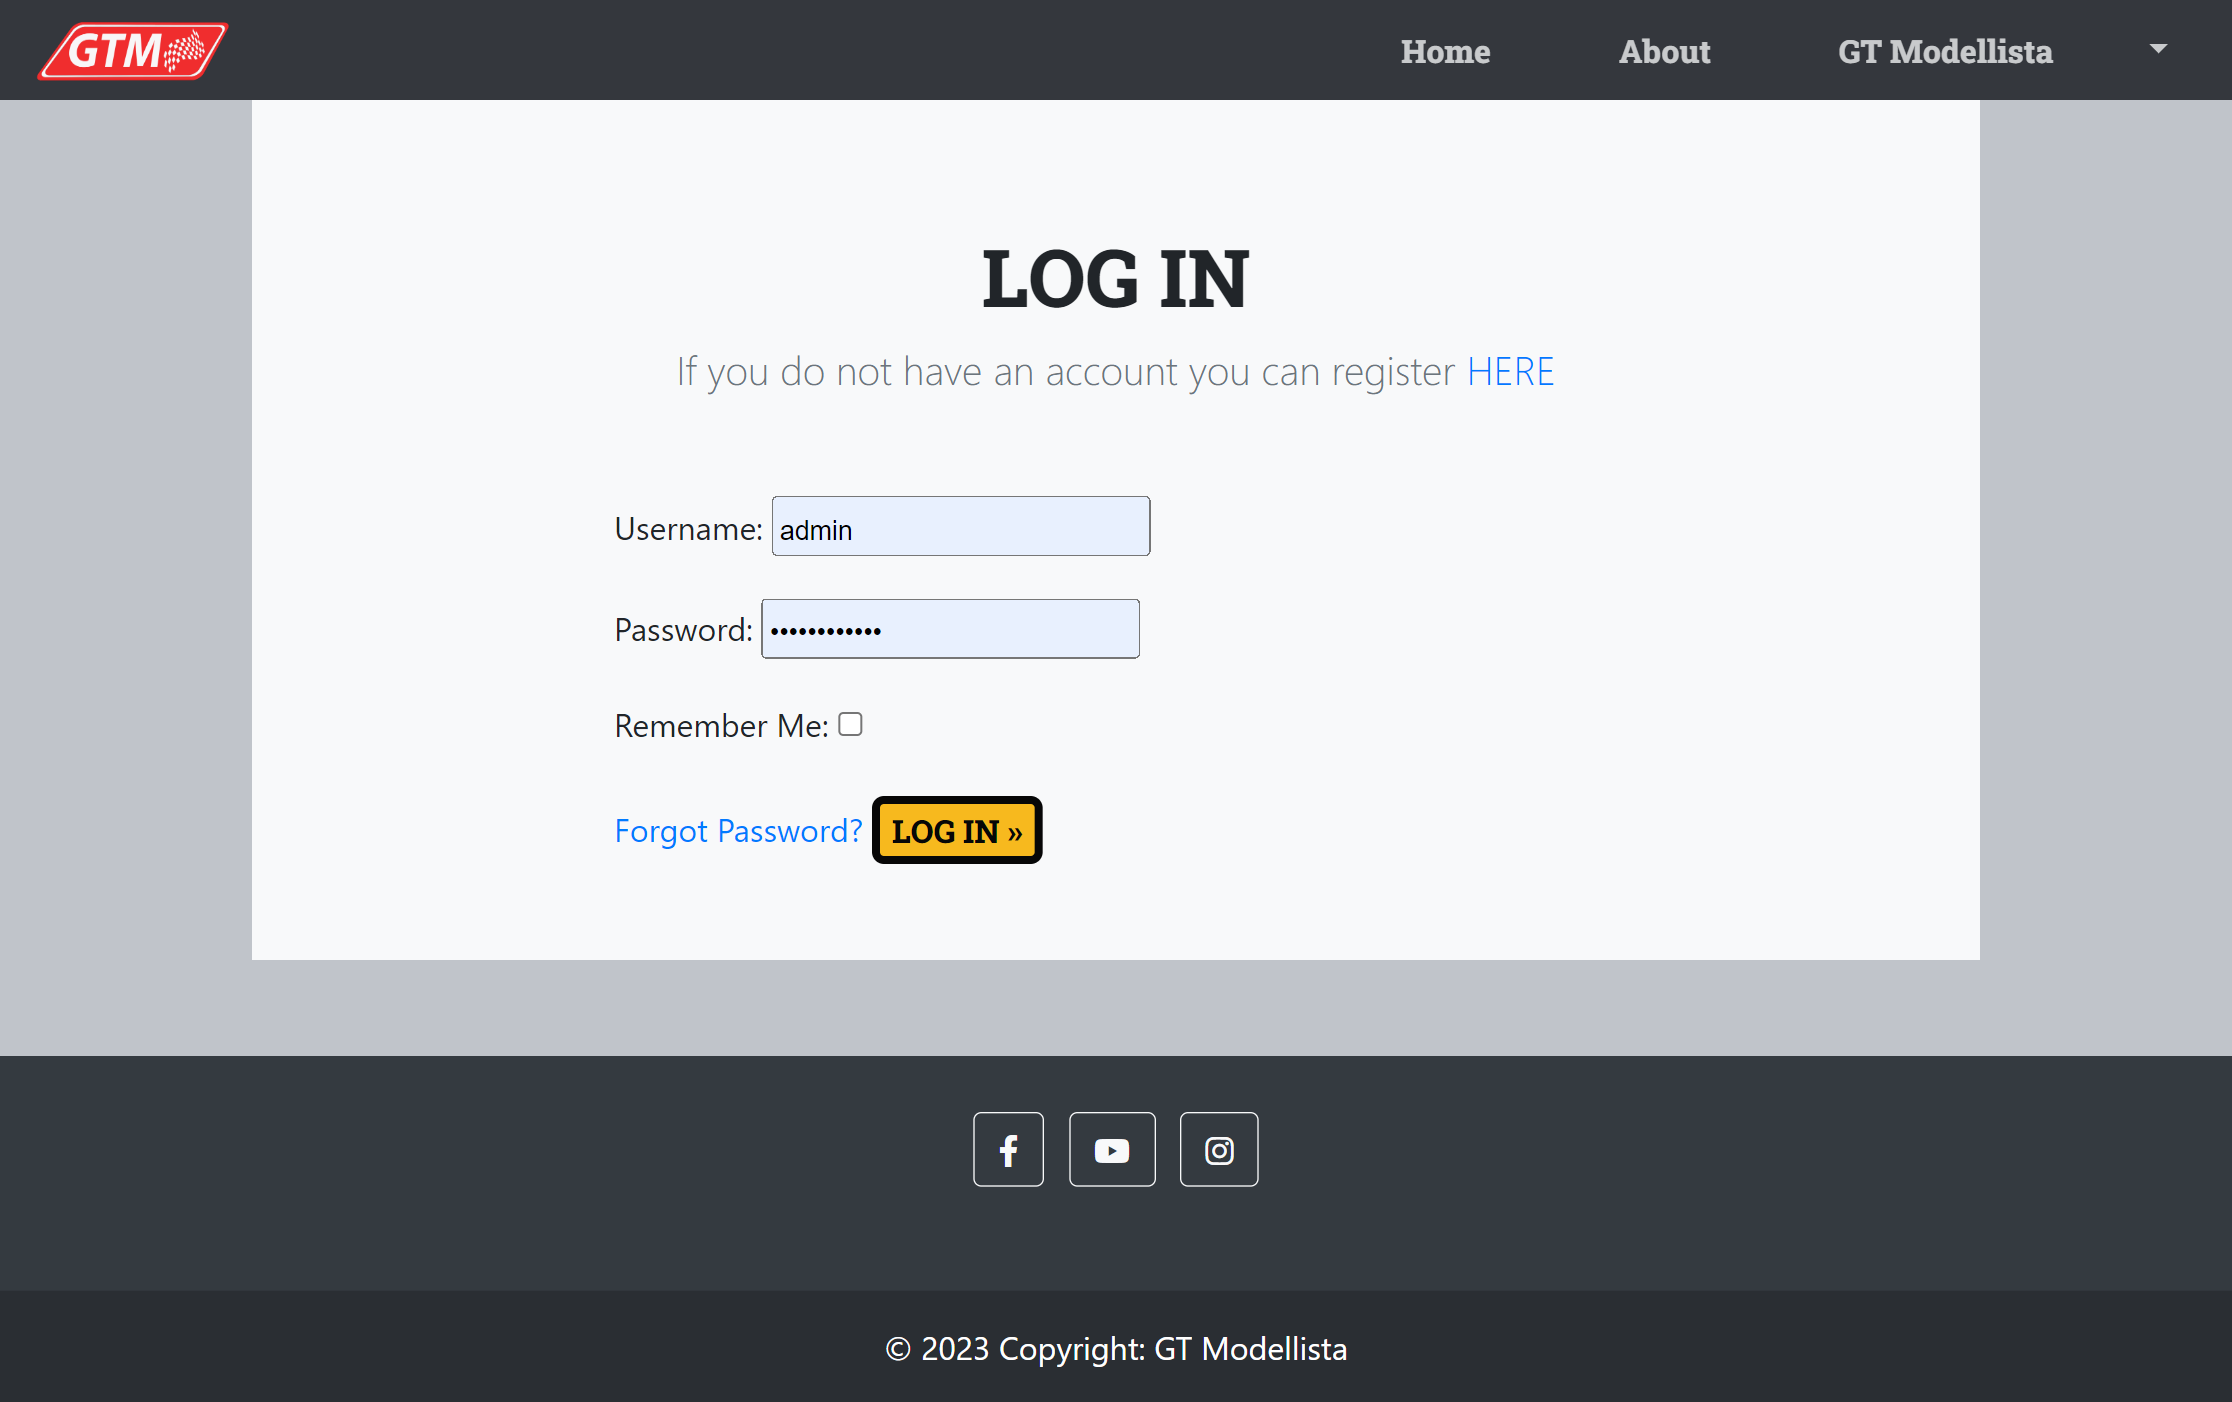 GTM
Home About GT Modellista
LOG IN
If you do not have an account you can register HERE
Username: admin
Password: ••••••••••••
Remember Me:
Forgot Password? LOG IN »
© 2023 Copyright: GT Modellista